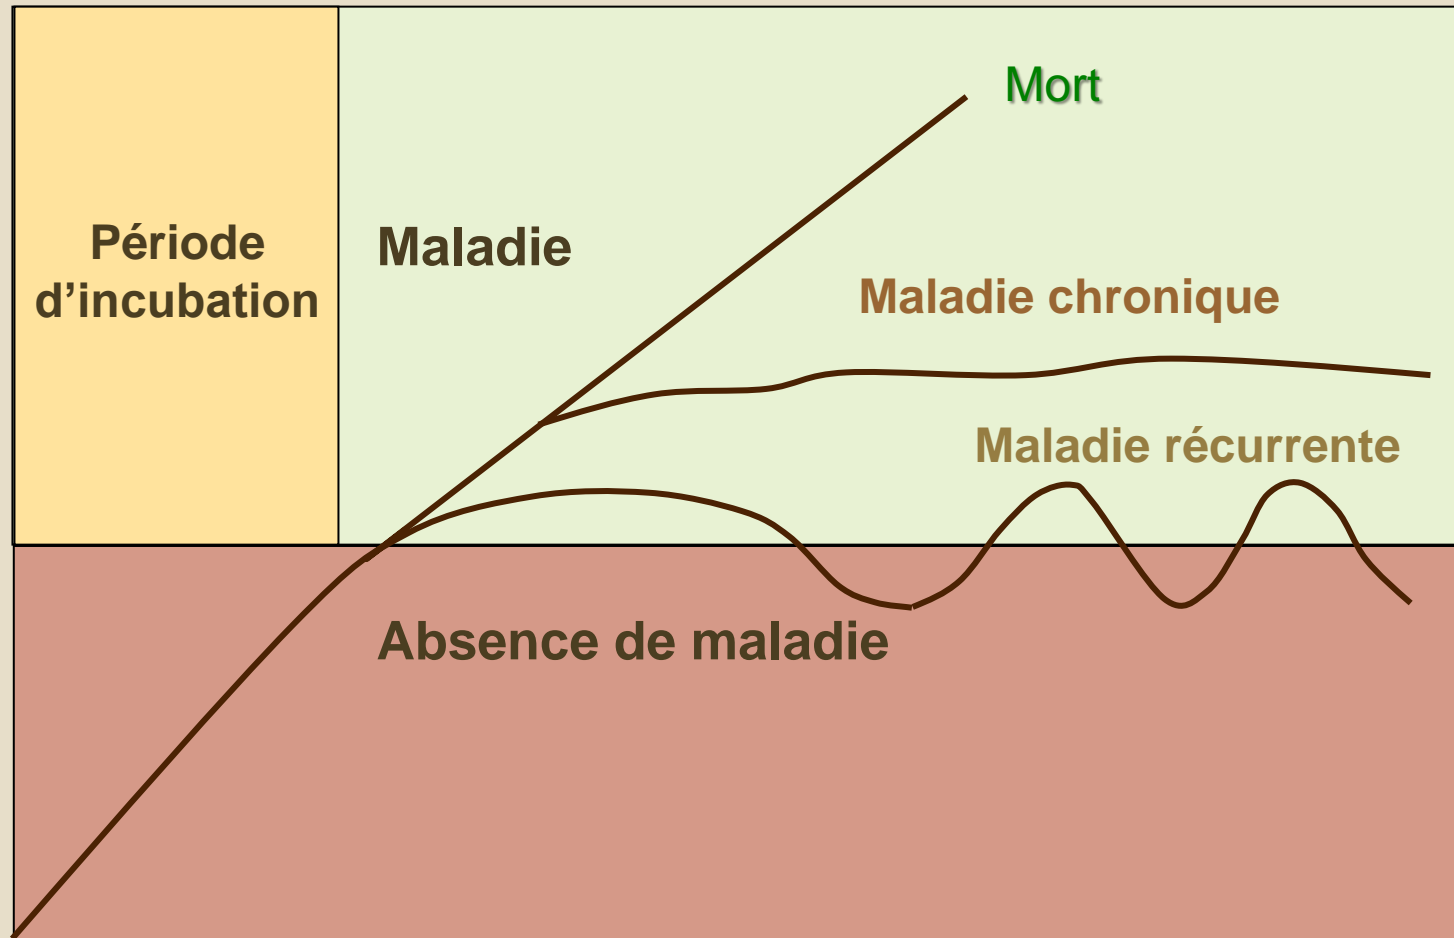 Mort
Période
d’incubation
Maladie
Maladie chronique
Maladie récurrente
Absence de maladie